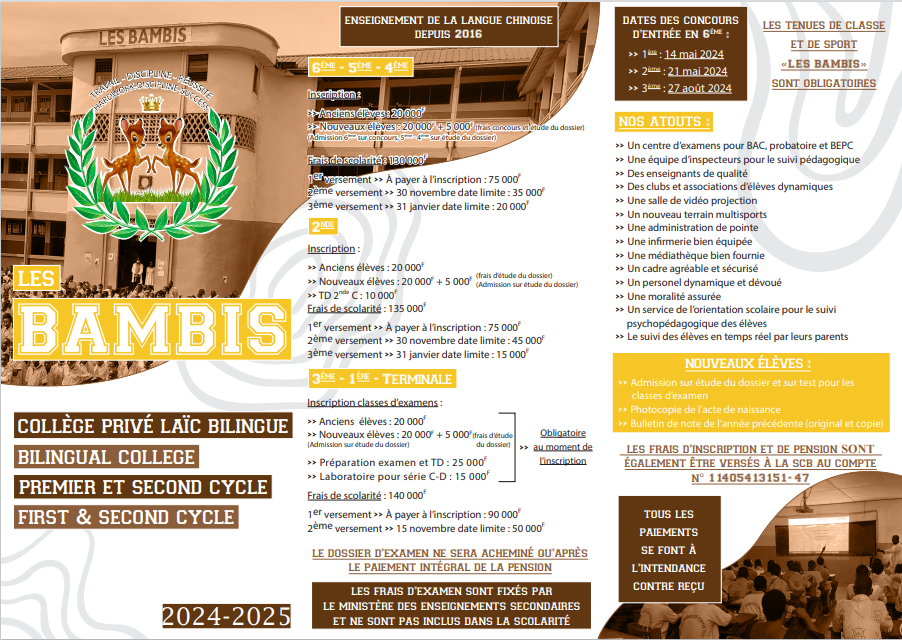 LES BAMBIS
TRAVAIL - DISCIPLINE - RÉUSSITE
HARDWORK-DISCIPLINE-SUCCESS
LES
BAMBIS
COLLÈGE PRIVÉ LAÏC BILINGUE
BILINGUAL COLLEGE
PREMIER ET SECOND CYCLE
FIRST & SECOND CYCLE
2024-2025
ENSEIGNEMENT DE LA LANGUE CHINOISE
DEPUIS 2016
6ÈME - 5ÈME - 4ÈME
Inscription :
>> Anciens élèves : 20 000F
>> Nouveaux elèves : 20 000F + 5 000F (frais concours et étude du dossier)
(Admission 6ème sur concours, 5ème -4ème sur étude du dossier)
Frais de scolarité : 130 000F
1er versement >> À payer à l'inscription : 75 000F
2ème versement >> 30 novembre date limite : 35 000F
3ème versement >> 31 janvier date limite : 20 000F
2NDE
Inscription :
>> Anciens élèves : 20 000F
>> Nouveaux élèves : 20 000F + 5 000F (frais d'étude du dossier)
(Admission sur étude du dossier)
>> TD 2nde C : 10 000F
Frais de scolarité : 135 000F
1er versement >> À payer à l'inscription : 75 000F
2ème versement >> 30 novembre date limite : 45 000F
3ème versement >> 31 janvier date limite : 15 000F
3ÈME - 1ÈRE - TERMINALE
Inscription classes d'examens :
>> Anciens élèves : 20 000F
>> Nouveaux élèves : 20 000F + 5 000F (frais d'étude
du dossier)
(Admission sur étude du dossier)
>> Préparation examen et TD : 25 000F
>> Laboratoire pour série C-D : 15 000F
Obligatoire
>> au moment de
l'inscription
Frais de scolarité : 140 000F
1er versement >> À payer à l'inscription : 90 000F
2ème versement >> 15 novembre date limite : 50 000F
LE DOSSIER D'EXAMEN NE SERA ACHEMINÉ QU'APRÈS
LE PAIEMENT INTÉGRAL DE LA PENSION
LES FRAIS D'EXAMEN SONT FIXÉS PAR
LE MINISTÈRE DES ENSEIGNEMENTS SECONDAIRES
ET NE SONT PAS INCLUS DANS LA SCOLARITÉ
DATES DES CONCOURS
D'ENTRÉE EN 6ÈME :
>> 1ère : 14 mai 2024
>> 2ème : 21 mai 2024
>> 3ème : 27 août 2024
LES TENUES DE CLASSE
ET DE SPORT
«LES BAMBIS»
SONT OBLIGATOIRES
NOS ATOUTS :
>> Un centre d'examens pour BAC, probatoire et BEPC
>> Une équipe d'inspecteurs pour le suivi pédagogique
>> Des enseignants de qualité
>> Des clubs et associations d'élèves dynamiques
>> Une salle de vidéo projection
>> Un nouveau terrain multisports
>> Une administration de pointe
>> Une infirmerie bien équipée
>> Une médiathèque bien fournie
>> Un cadre agréable et sécurisé
>> Un personel dynamique et dévoué
>> Une moralité assurée
>> Un service de l'orientation scolaire pour le suivi
psychopédagogique des élèves
>> Le suivi des élèves en temps réel par leurs parents
NOUVEAUX ÉLÈVES :
>> Admission sur étude du dossier et sur test pour les
classes d'examen
>> Photocopie de l'acte de naissance
>> Bulletin de note de l'année précédente (original et copie)
LES FRAIS D'INSCRIPTION ET DE PENSION SONT
ÉGALEMENT ÊTRE VERSÉS À LA SCB AU COMPTE
N° 11405413151-47
TOUS LES
PAIEMENTS
SE FONT À
L'INTENDANCE
CONTRE REÇU